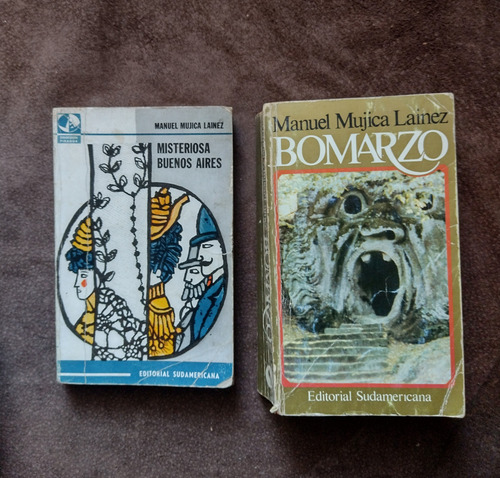 MANUEL MUJICA LAINEZ
MISTERIOSA
BUENOS AIRES
EDITORIAL SUDAMERICANA
Manuel Mujica Lainez
BOMARZO
Editorial Sudamericana